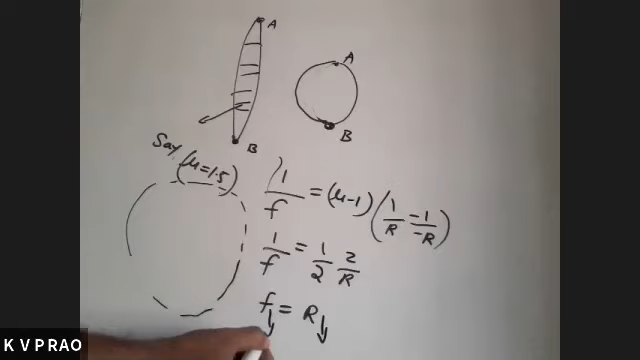 A
A
B
B
Say (μ=1.5)
1/f = (μ-1) (1/R - 1/-R)
1/f = 1/2 2/R
f = R
K V P RAO